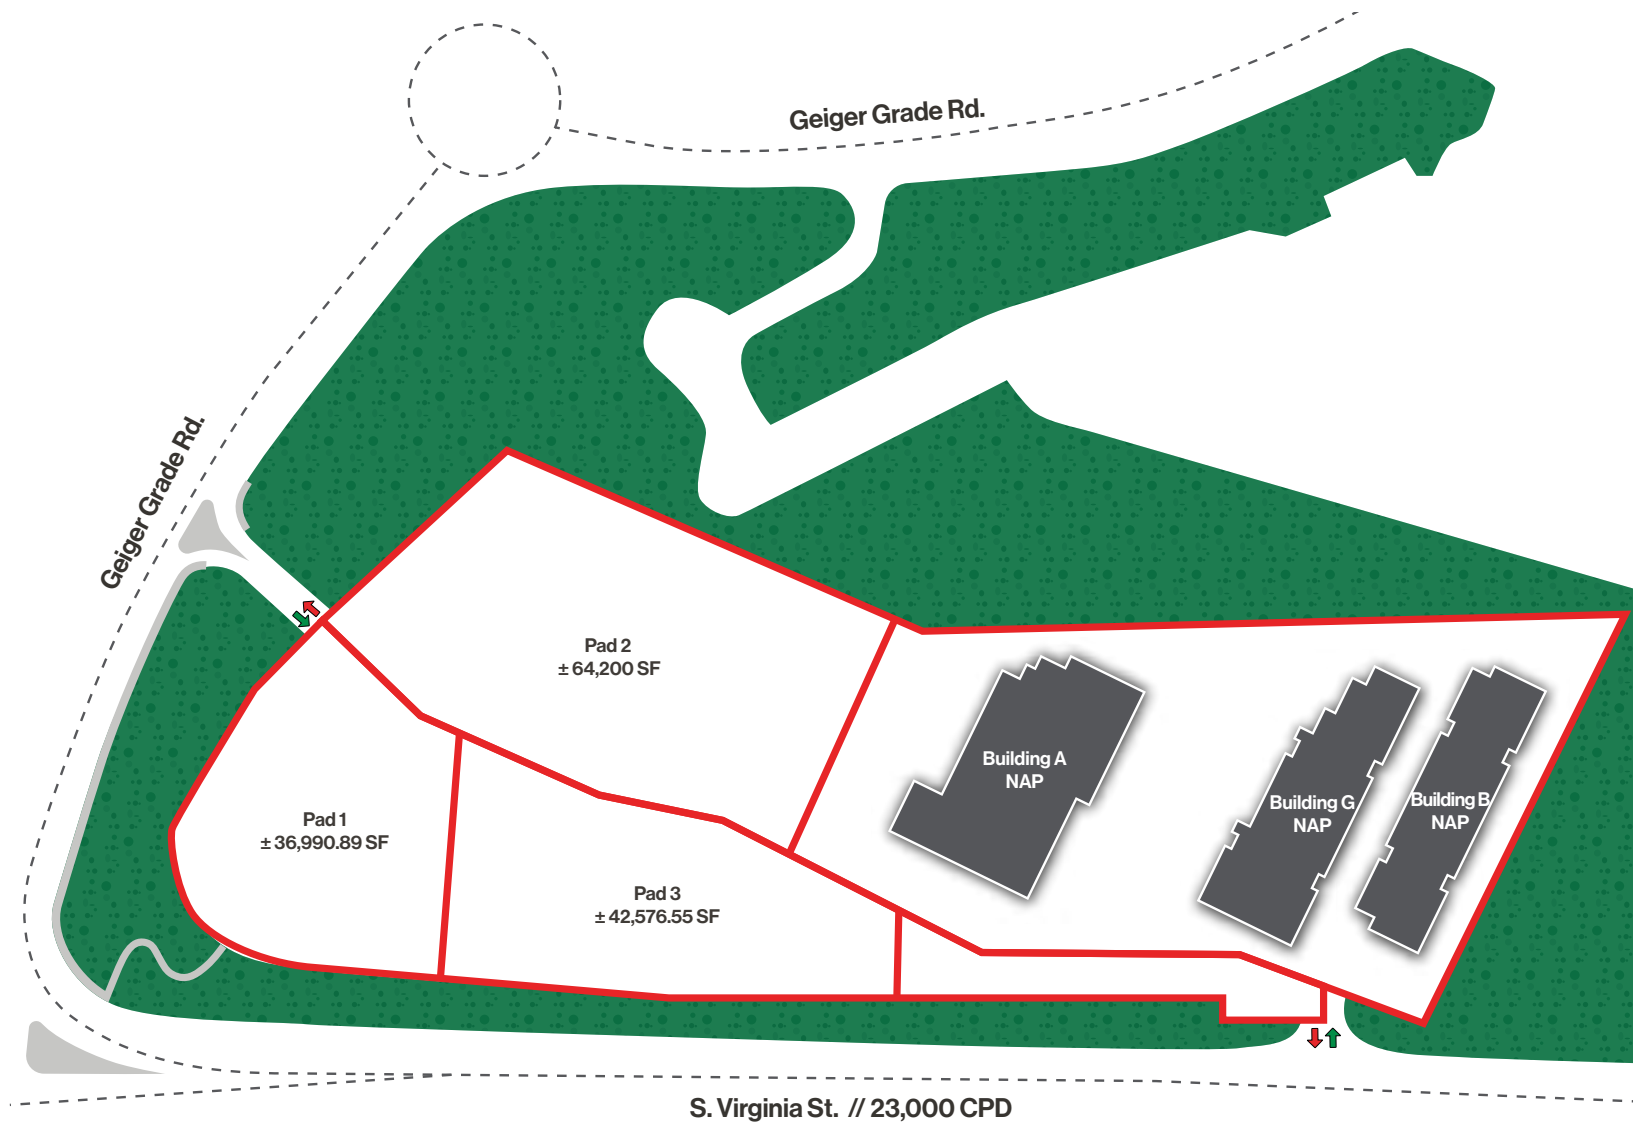 Geiger Grade Rd.
Geiger Grade Rd.
Pad 2
± 64,200 SF
Building A
NAP
Building G
NAP
Building B
NAP
Pad 1
± 36,990.89 SF
Pad 3
± 42,576.55 SF
S. Virginia St. // 23,000 CPD